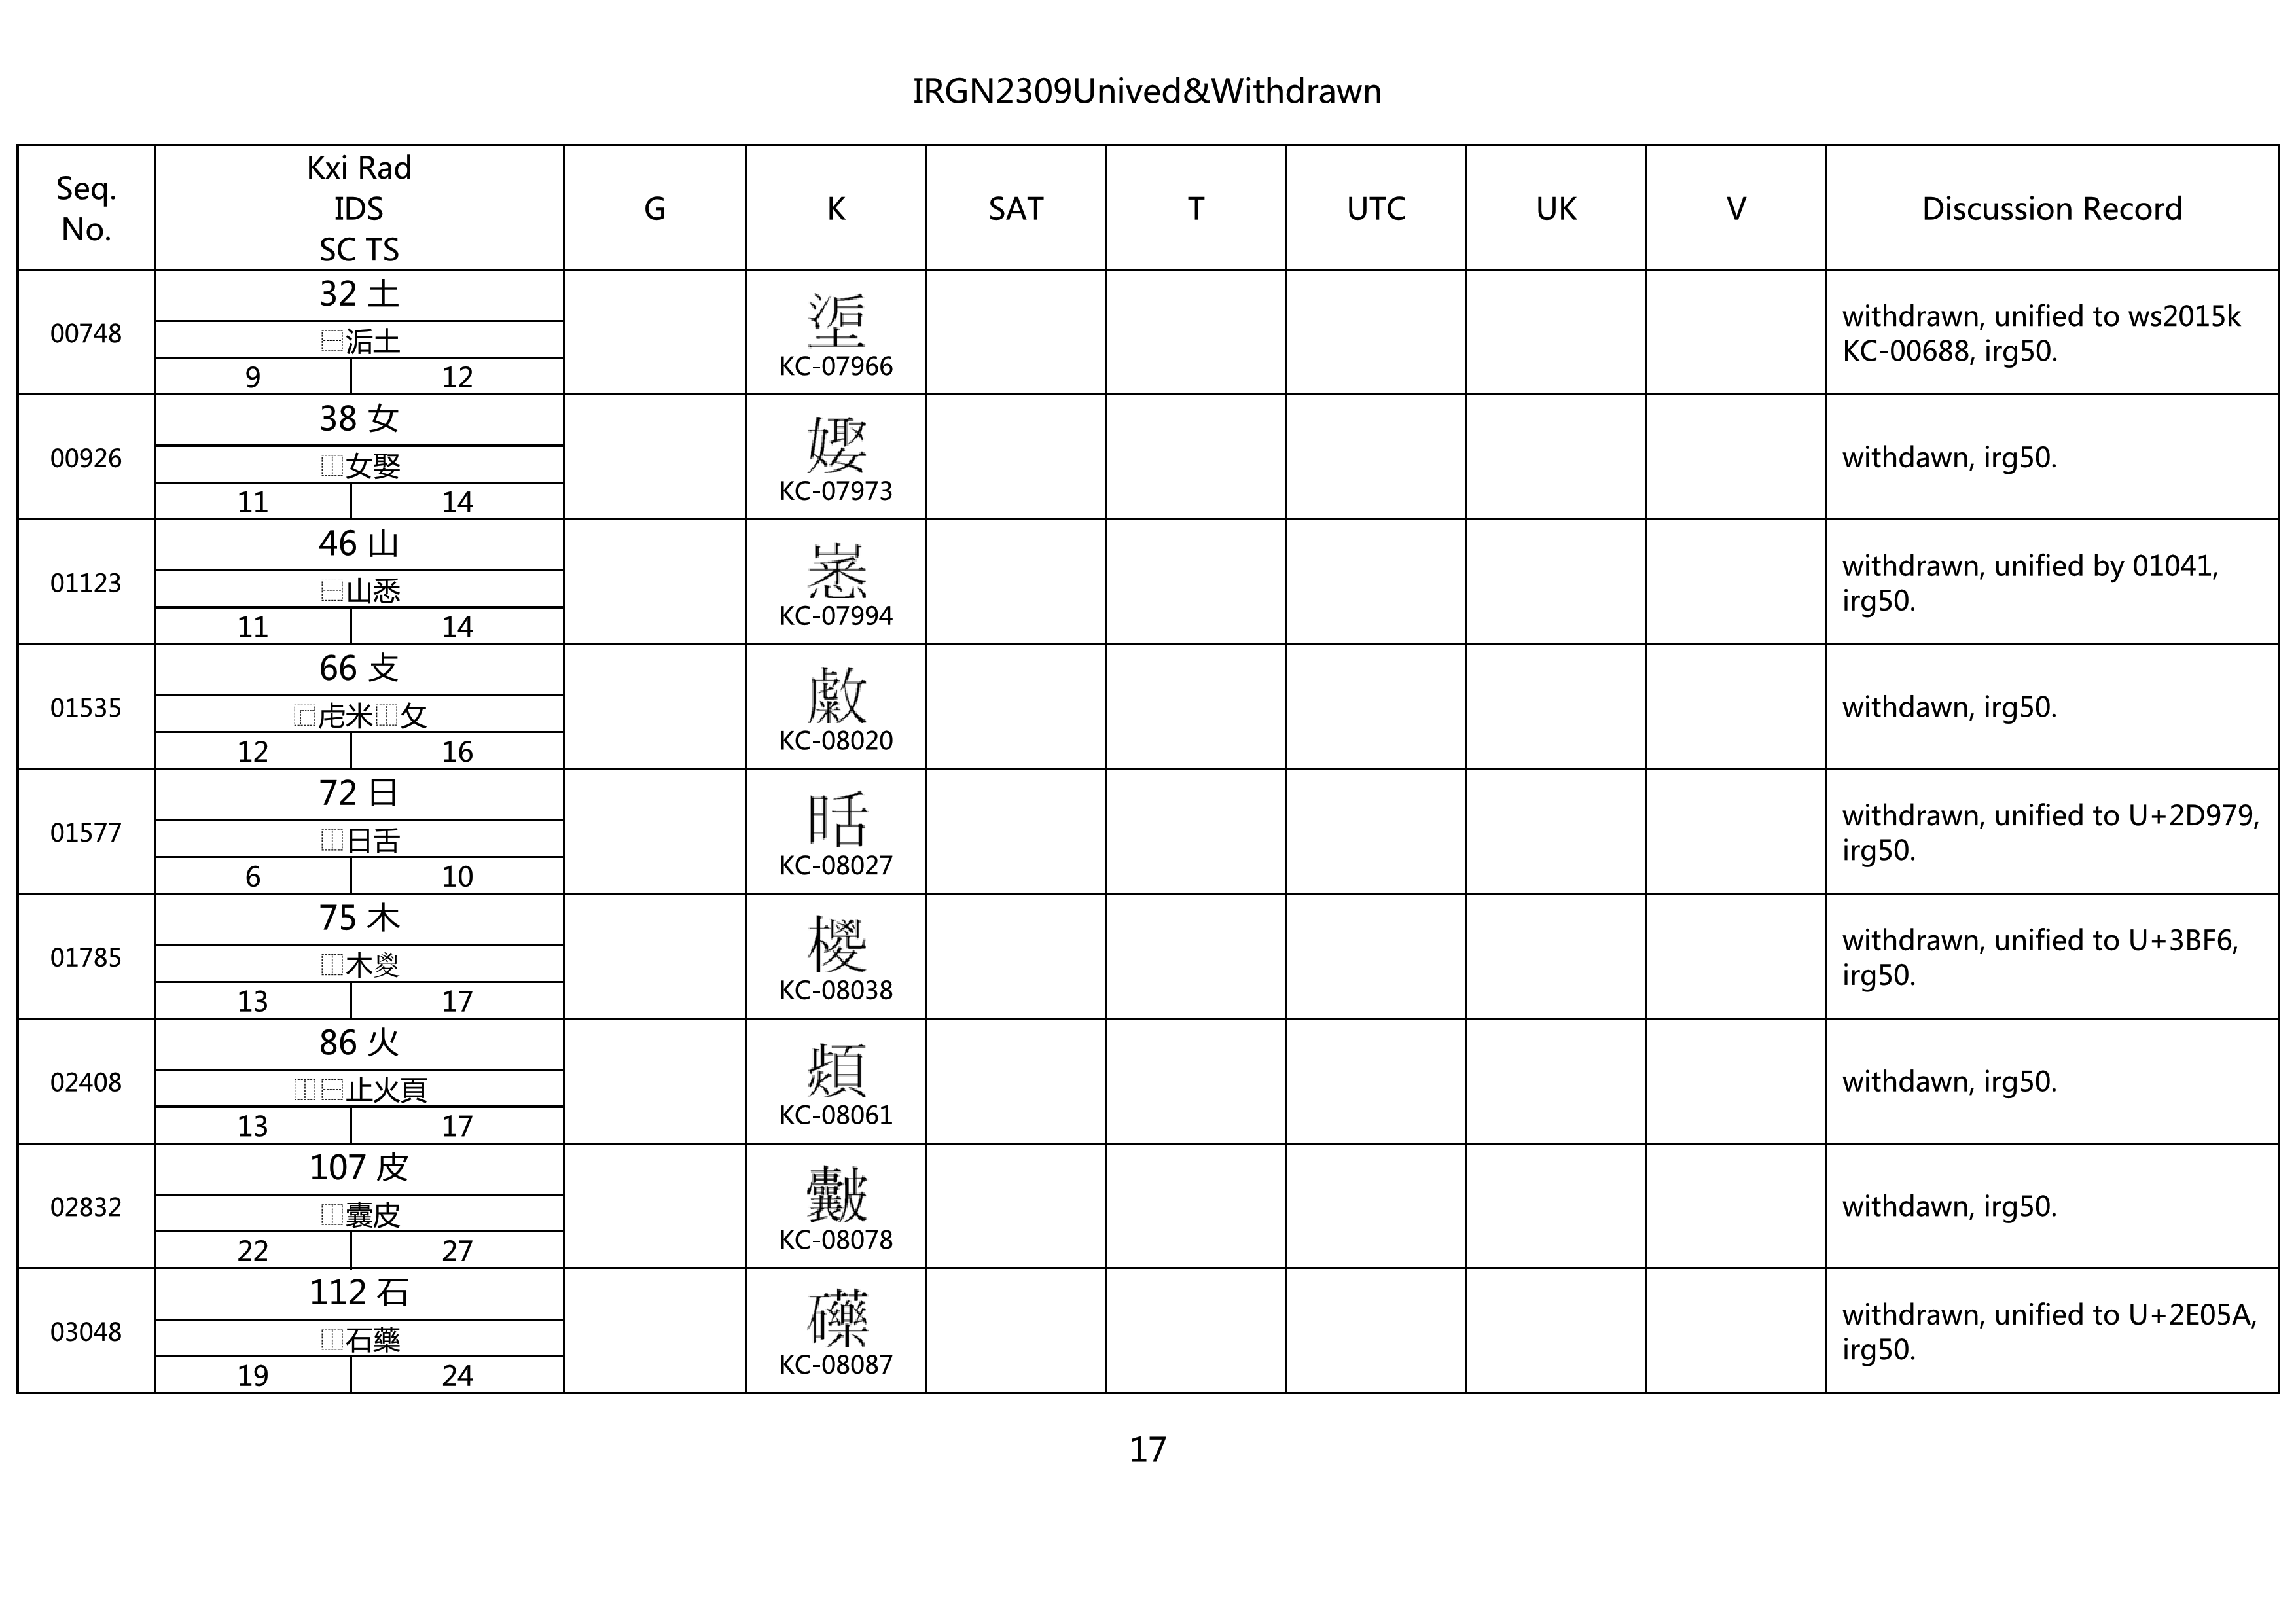 IRGN2309Unived&Withdrawn
Seq. No. Kxi Rad IDS SC TS G K SAT T UTC UK V Discussion Record
32 土
00748 ⿱洉土 KC-07966 withdrawn, unified to ws2015k KC-00688, irg50.
9 12
38 女
00926 ⿰女娶 KC-07973 withdawn, irg50.
11 14
46 山
01123 ⿱山悉 KC-07994 withdrawn, unified by 01041, irg50.
11 14
66 攴
01535 ⿸虍米⿰攵 KC-08020 withdawn, irg50.
12 16
72 日
01577 ⿰日舌 KC-08027 withdrawn, unified to U+2D979, irg50.
6 10
75 木
01785 ⿰木 KC-08038 withdrawn, unified to U+3BF6, irg50.
13 17
86 火
02408 ⿰⿱止火頁 KC-08061 withdawn, irg50.
13 17
107 皮
02832 ⿰囊皮 KC-08078 withdawn, irg50.
22 27
112 石
03048 ⿰石藥 KC-08087 withdrawn, unified to U+2E05A, irg50.
19 24
17